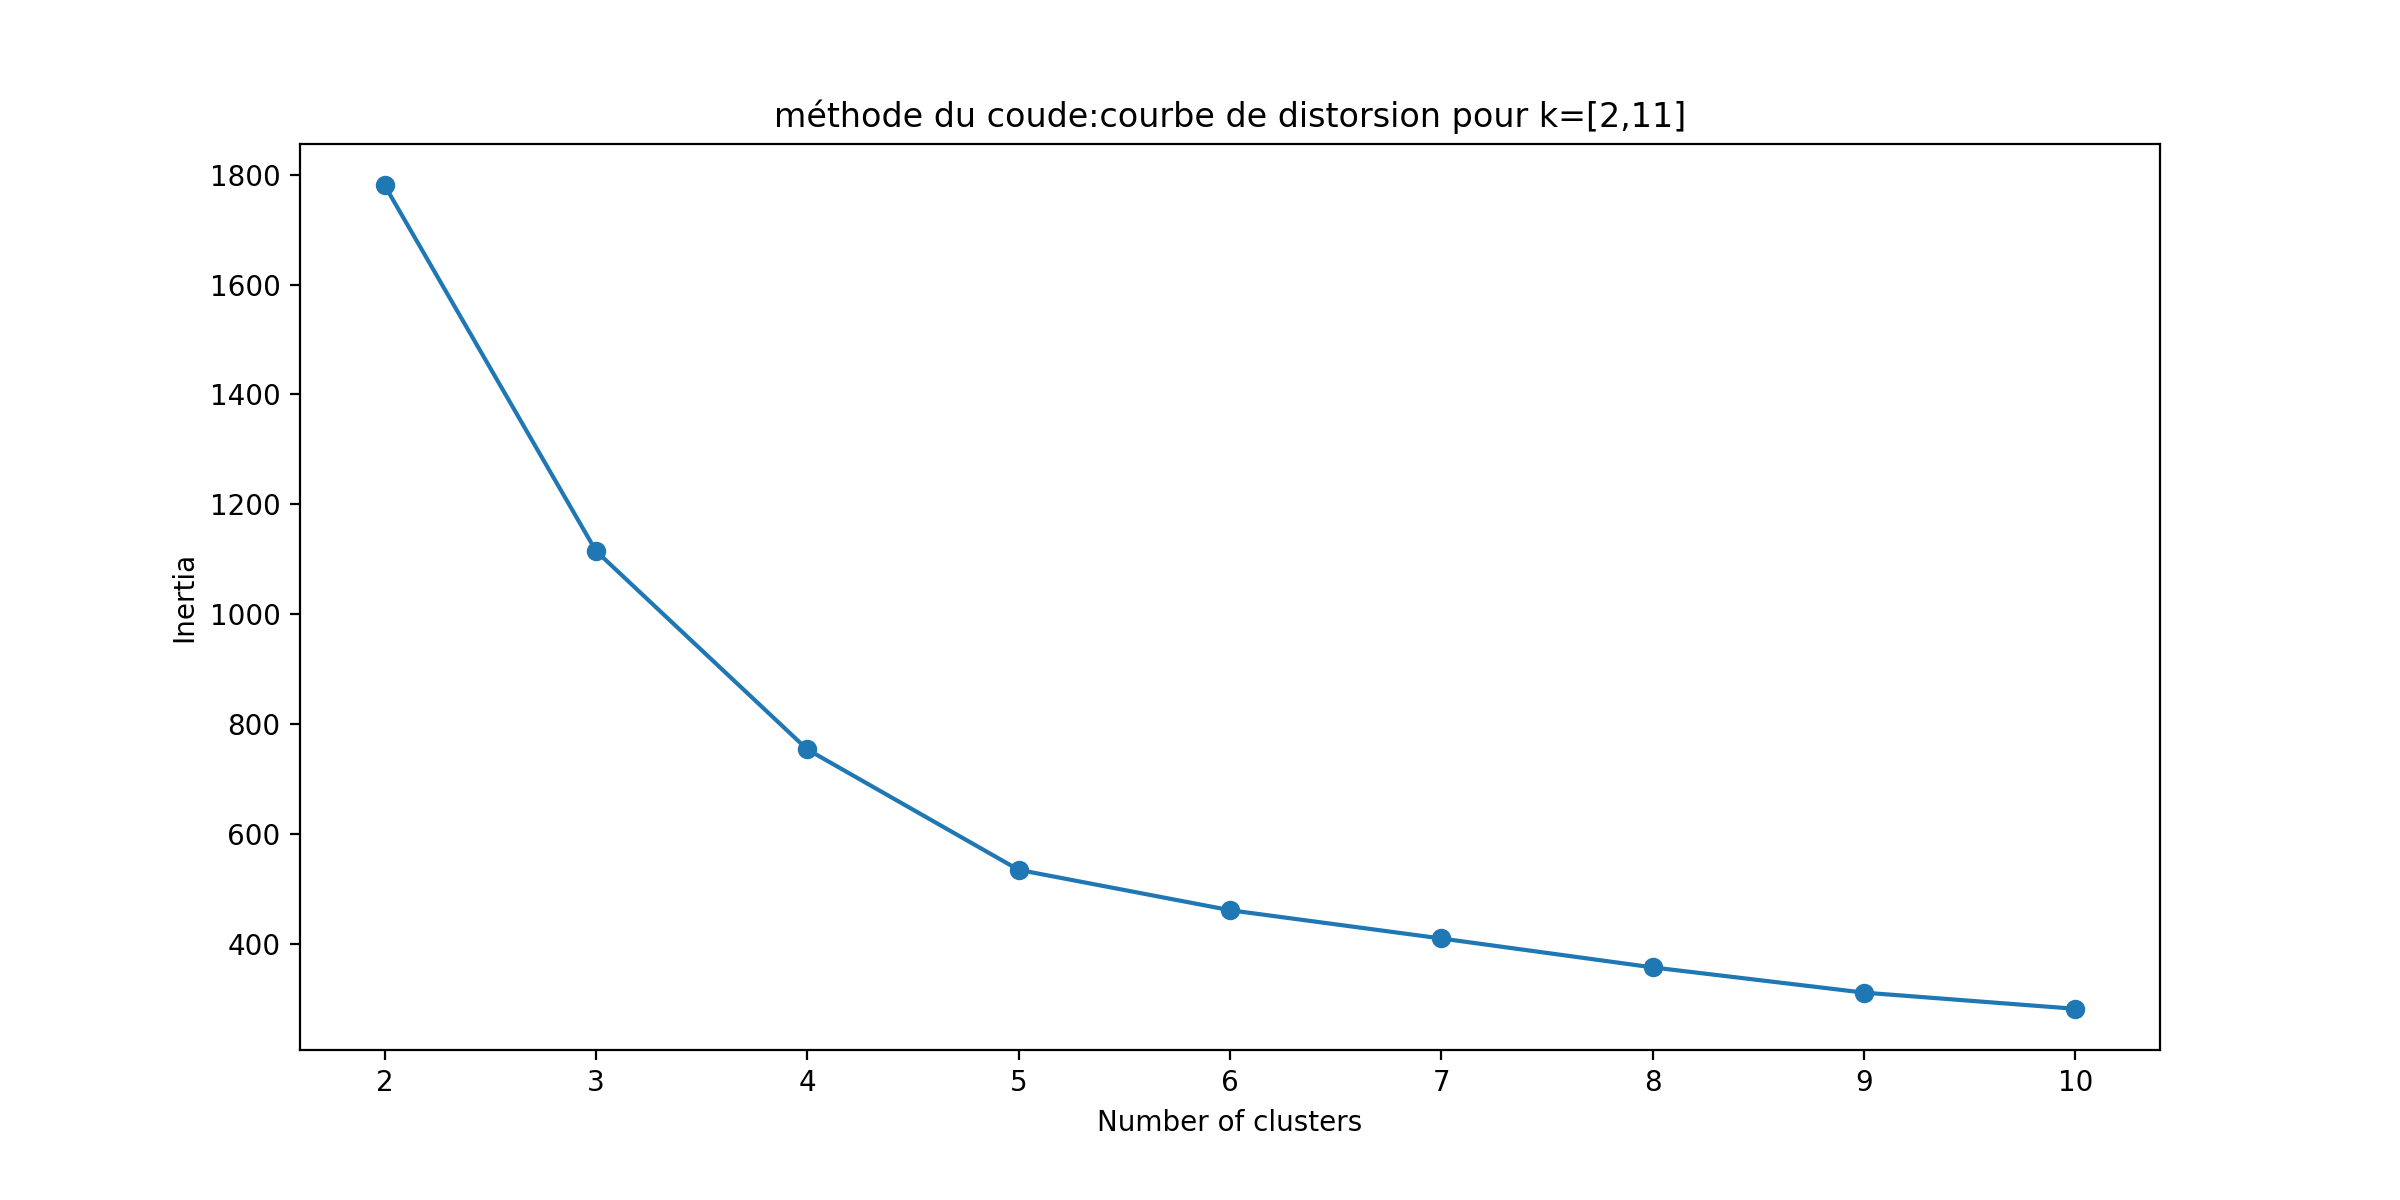 méthode du coude:courbe de distorsion pour k=[2,11]
1800
1600
1400
1200
1000
800
600
400
Inertia
2 3 4 5 6 7 8 9 10
Number of clusters